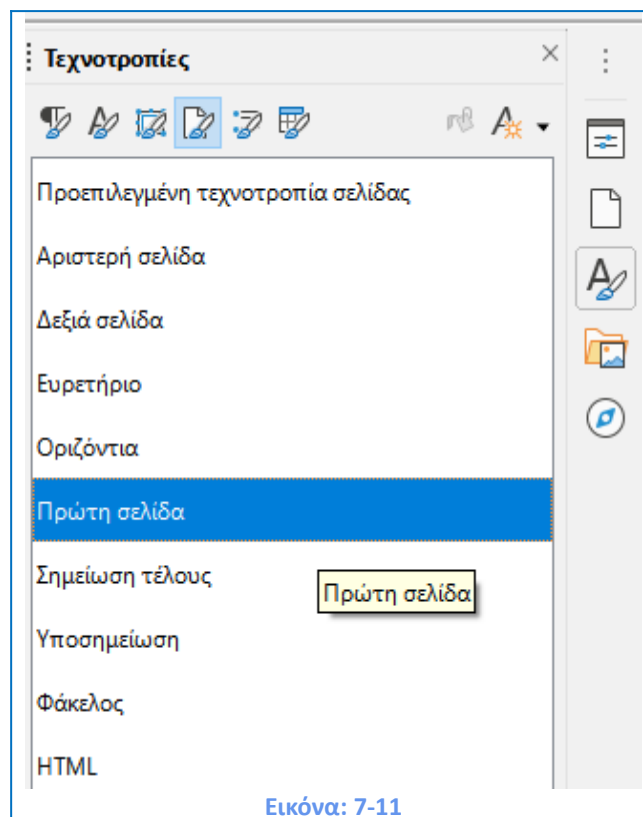 Τεχνοτροπίες
Προεπιλεγμένη τεχνοτροπία σελίδας
Αριστερή σελίδα
Δεξιά σελίδα
Ευρετήριο
Οριζόντια
Πρώτη σελίδα
Σημείωση τέλους
Πρώτη σελίδα
Υποσημείωση
Φάκελος
HTML
Εικόνα: 7-11